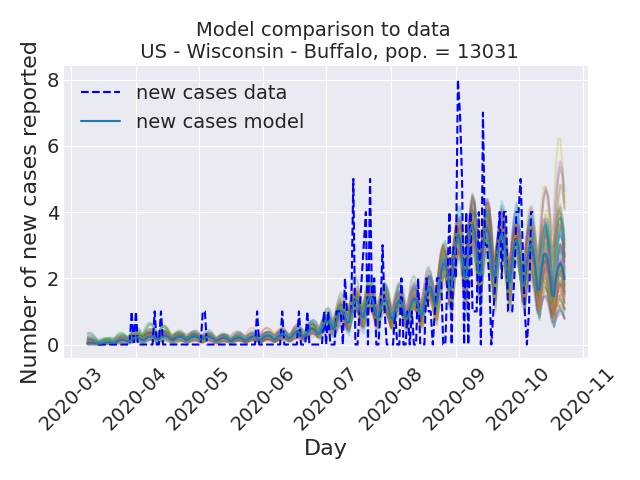 Model comparison to data
US - Wisconsin - Buffalo, pop. = 13031
Number of new cases reported
8
6
4
2
0
new cases data
new cases model
2020-03
2020-04
2020-05
2020-06
2020-07
2020-08
2020-09
2020-10
2020-11
Day